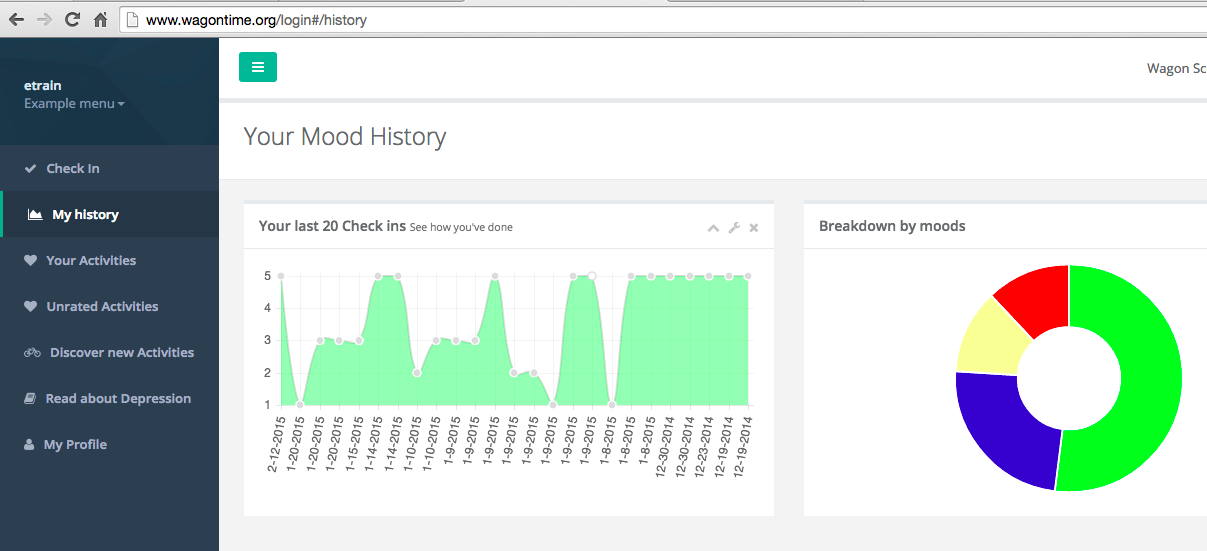 www.wagontime.org/login#/history
etrain
Example menu
Wagon Sc
Your Mood History
Check In
My history
Your Activities
Unrated Activities
Discover new Activities
Read about Depression
My Profile
Your last 20 Check ins See how you've done
5
4
3
2
1
2-12-2015
1-20-2015
1-20-2015
1-20-2015
1-15-2015
1-14-2015
1-14-2015
1-10-2015
1-10-2015
1-9-2015
1-9-2015
1-9-2015
1-9-2015
1-9-2015
1-9-2015
1-9-2015
1-9-2015
1-8-2015
1-8-2015
1-8-2015
12-30-2014
12-30-2014
12-23-2014
12-19-2014
12-19-2014
Breakdown by moods